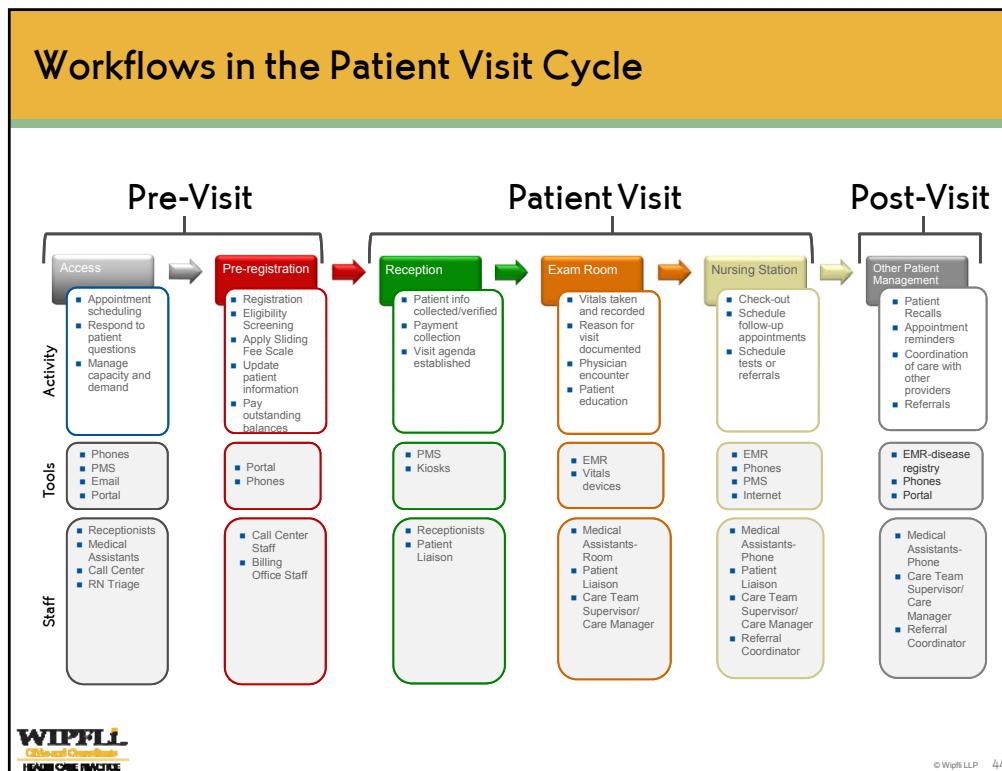 Workflows in the Patient Visit Cycle
Pre-Visit
Patient Visit
Post-Visit
Access
Pre-registration
Reception
Exam Room
Nursing Station
Other Patient
Management
Activity
Appointment
scheduling
Respond to
patient
questions
Manage
capacity and
demand
Registration
Eligibility
Screening
Apply Sliding
Fee Scale
Update
patient
information
Pay
outstanding
balances
Patient info
collected/verified
Payment
collection
Visit agenda
established
Vitals taken
and recorded
Reason for
visit
documented
Physician
encounter
Patient
education
Check-out
Schedule
follow-up
appointments
Schedule
tests or
referrals
Patient
Recalls
Appointment
reminders
Coordination
of care with
other
providers
Referrals
Tools
Phones
PMS
Email
Portal
Portal
Phones
PMS
Kiosks
EMR
Vitals
devices
EMR
Phones
PMS
Internet
EMR-disease
registry
Phones
Portal
Staff
Receptionists
Medical
Assistants
Call Center
RN Triage
Call Center
Staff
Billing
Office Staff
Receptionists
Patient
Liaison
Medical
Assistants-
Room
Patient
Liaison
Care Team
Supervisor/
Care Manager
Medical
Assistants-
Phone
Patient
Liaison
Care Team
Supervisor/
Care Manager
Referral
Coordinator
Medical
Assistants-
Phone
Care Team
Supervisor/
Care
Manager
Referral
Coordinator
WIPFLi
CPAs and Consultants
HEALTH CARE PRACTICE
© Wipfli LLP 44